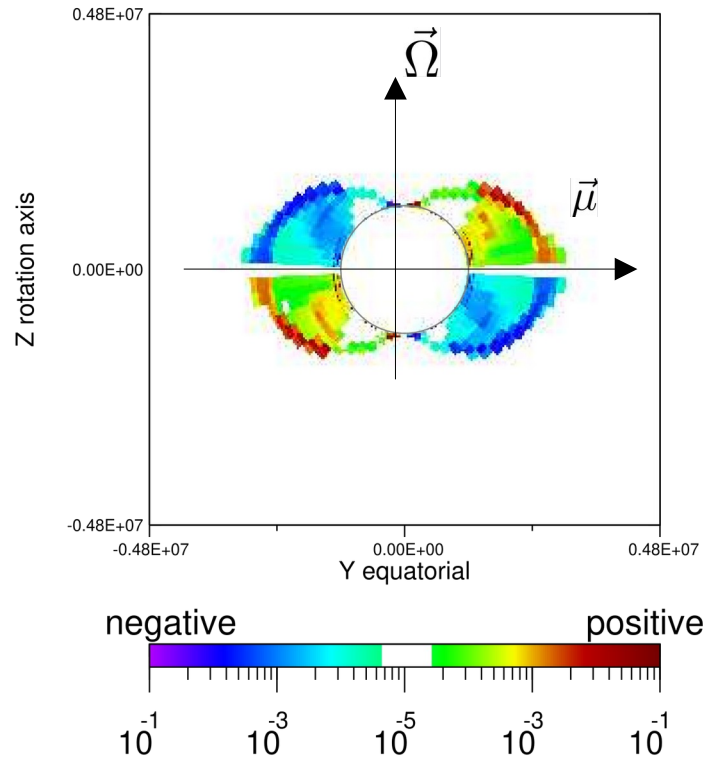 0.48E+07
Ω⃗
μ⃗
Z rotation axis
0.00E+00
-0.48E+07
-0.48E+07 0.00E+00 0.48E+07
Y equatorial
negative positive
10^-1 10^-3 10^-5 10^-3 10^-1